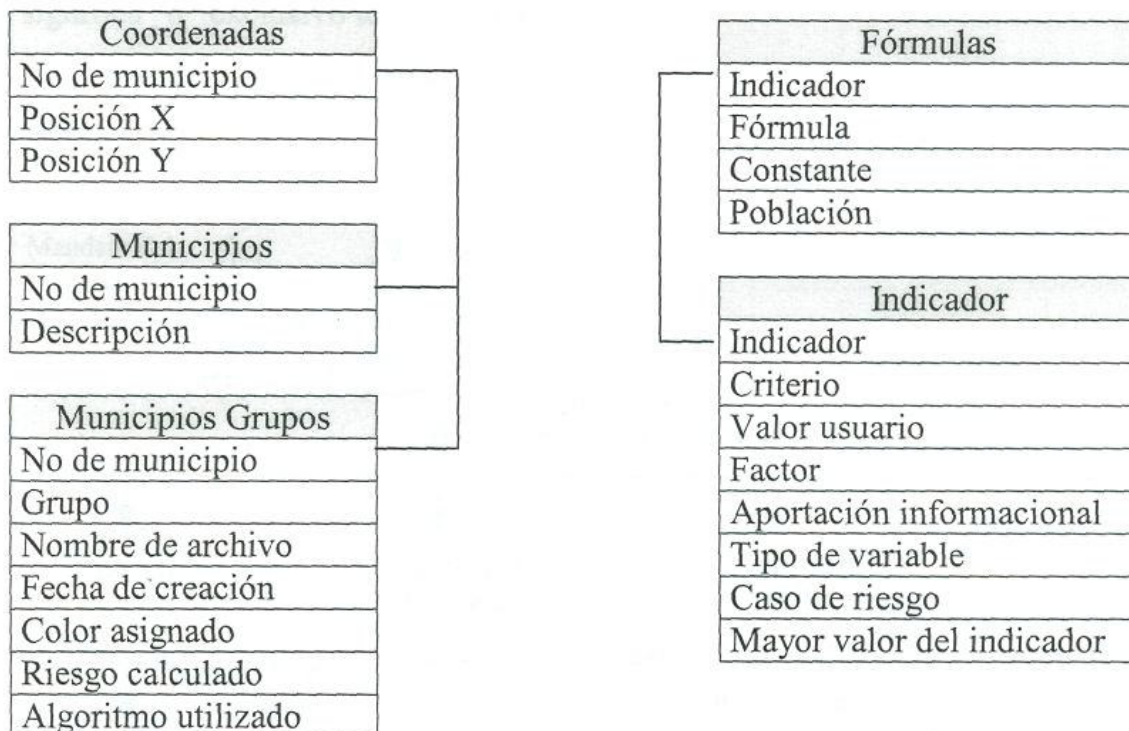 Coordenadas
No de municipio
Posición X
Posición Y
Municipios
No de municipio
Descripción
Municipios Grupos
No de municipio
Grupo
Nombre de archivo
Fecha de creación
Color asignado
Riesgo calculado
Algoritmo utilizado
Fórmulas
Indicador
Fórmula
Constante
Población
Indicador
Indicador
Criterio
Valor usuario
Factor
Aportación informacional
Tipo de variable
Caso de riesgo
Mayor valor del indicador